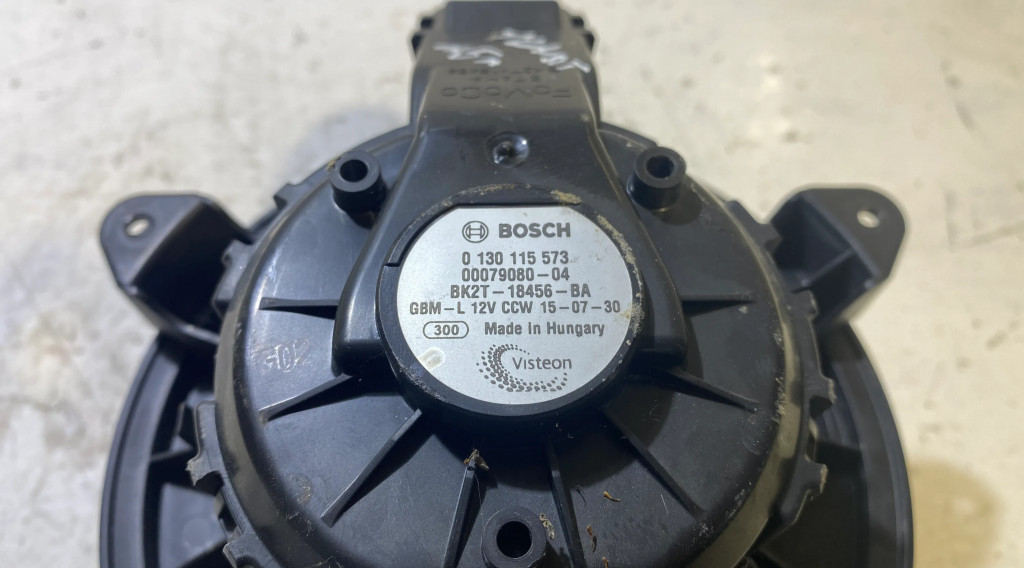 FoMoCo
BOSCH
0 130 115 573
00079080-04
BK2T-18456-BA
GBM-L 12V CCW 15-07-30
300 Made in Hungary
Visteon